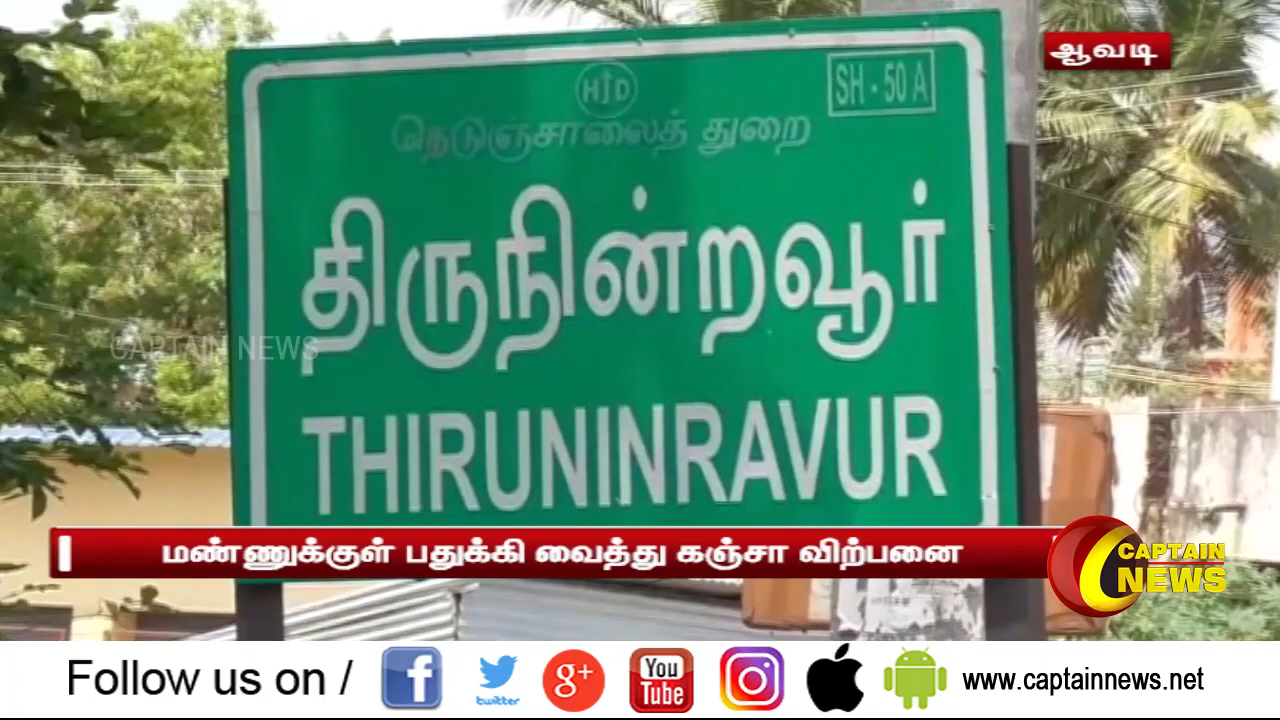 ஆவடி
HTD
SH - 50 A
நெடுஞ்சாலைத் துறை
திருநின்றவூர்
CAPTAIN NEWS
THIRUNINRAVUR
மண்ணுக்குள் பதுக்கி வைத்து கஞ்சா விற்பனை
CAPTAIN
NEWS
Follow us on / f twitter g+ You Tube www.captainnews.net